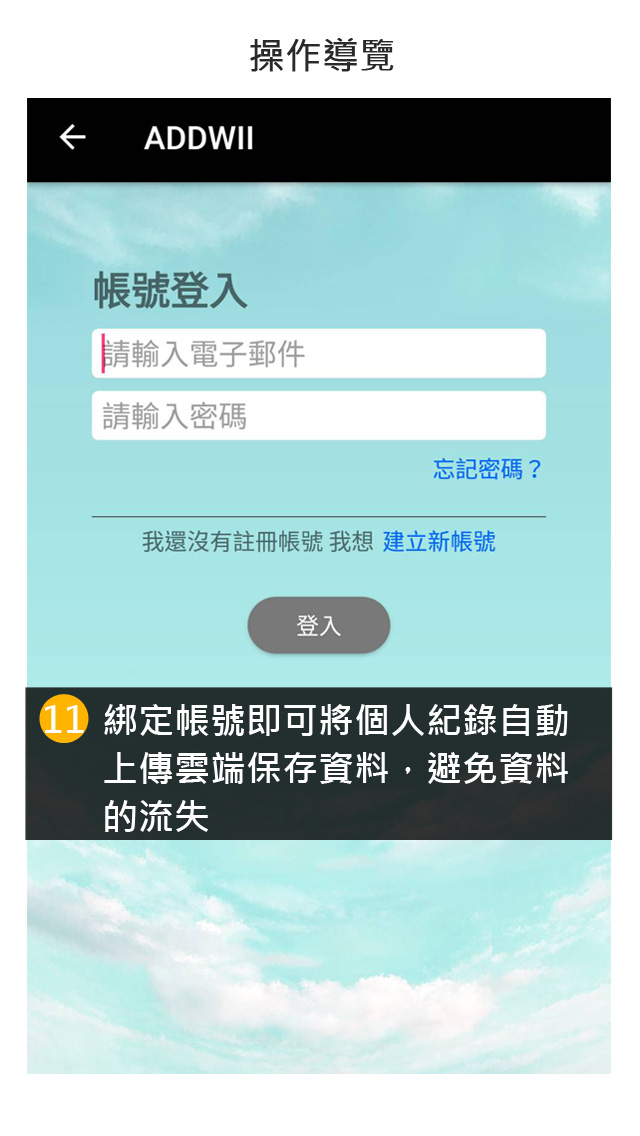 操作導覽
ADDWII
帳號登入
請輸入電子郵件
請輸入密碼
忘記密碼？
我還沒有註冊帳號 我想 建立新帳號
登入
11 綁定帳號即可將個人紀錄自動
上傳雲端保存資料，避免資料
的流失